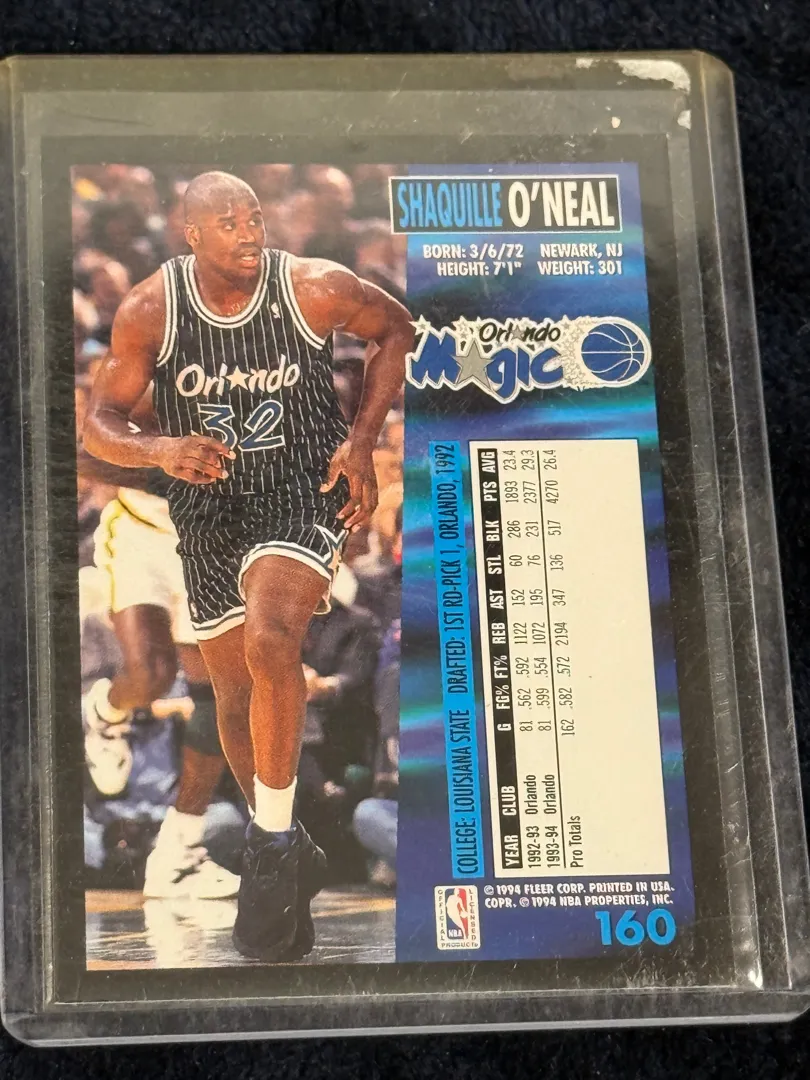 SHAQUILLE O'NEAL
BORN: 3/6/72 NEWARK, NJ
HEIGHT: 7'1" WEIGHT: 301
Orlando
Magic
Orlando
32
COLLEGE: LOUISIANA STATE DRAFTED: 1ST RD-PICK 1, ORLANDO, 1992
YEAR CLUB G FG% FT% REB AST STL BLK PTS AVG
1992-93 Orlando 81 .562 .592 1122 152 60 286 1893 23.4
1993-94 Orlando 81 .599 .554 1072 195 76 231 2377 29.3
Pro Totals 162 .582 .572 2194 347 136 517 4270 26.4
OFFICIAL LICENSED
NBA
PRODUCT
© 1994 FLEER CORP. PRINTED IN USA.
COPR. © 1994 NBA PROPERTIES, INC.
160